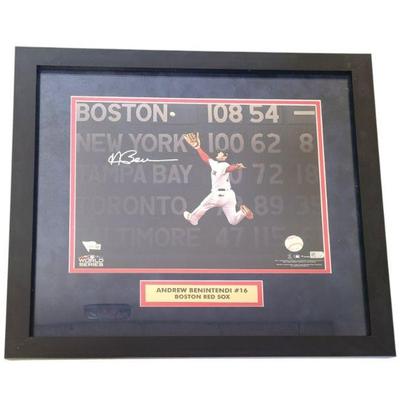 BOSTON 108 54 –
NEW YORK 100 62 8
TAMPA BAY 72
TORONTO 89
BALTIMORE 47 115
WORLD
SERIES
ANDREW BENINTENDI #16
BOSTON RED SOX